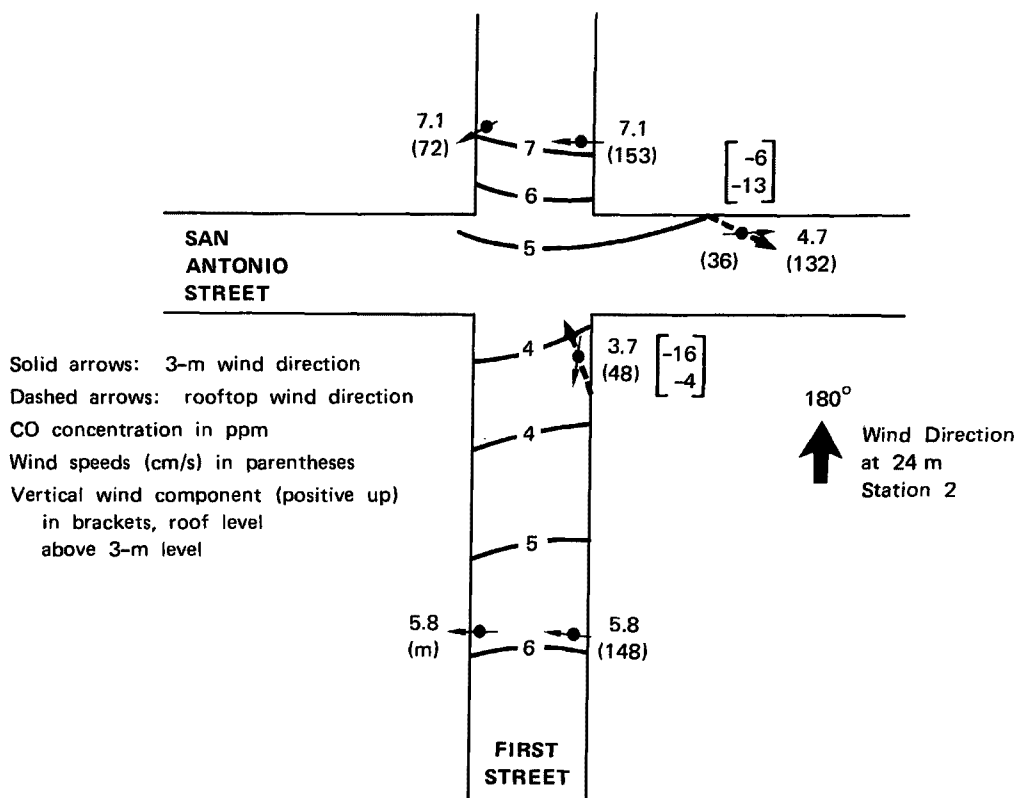 7.1
(72)
7
7.1
(153)
6
[-6
-13]
SAN
ANTONIO
STREET
5
(36)
4.7
(132)
4
3.7
(48)
[-16
-4]
Solid arrows: 3-m wind direction
Dashed arrows: rooftop wind direction
CO concentration in ppm
Wind speeds (cm/s) in parentheses
Vertical wind component (positive up)
in brackets, roof level
above 3-m level
180°
Wind Direction
at 24 m
Station 2
4
5
5.8
(m)
6
5.8
(148)
FIRST
STREET